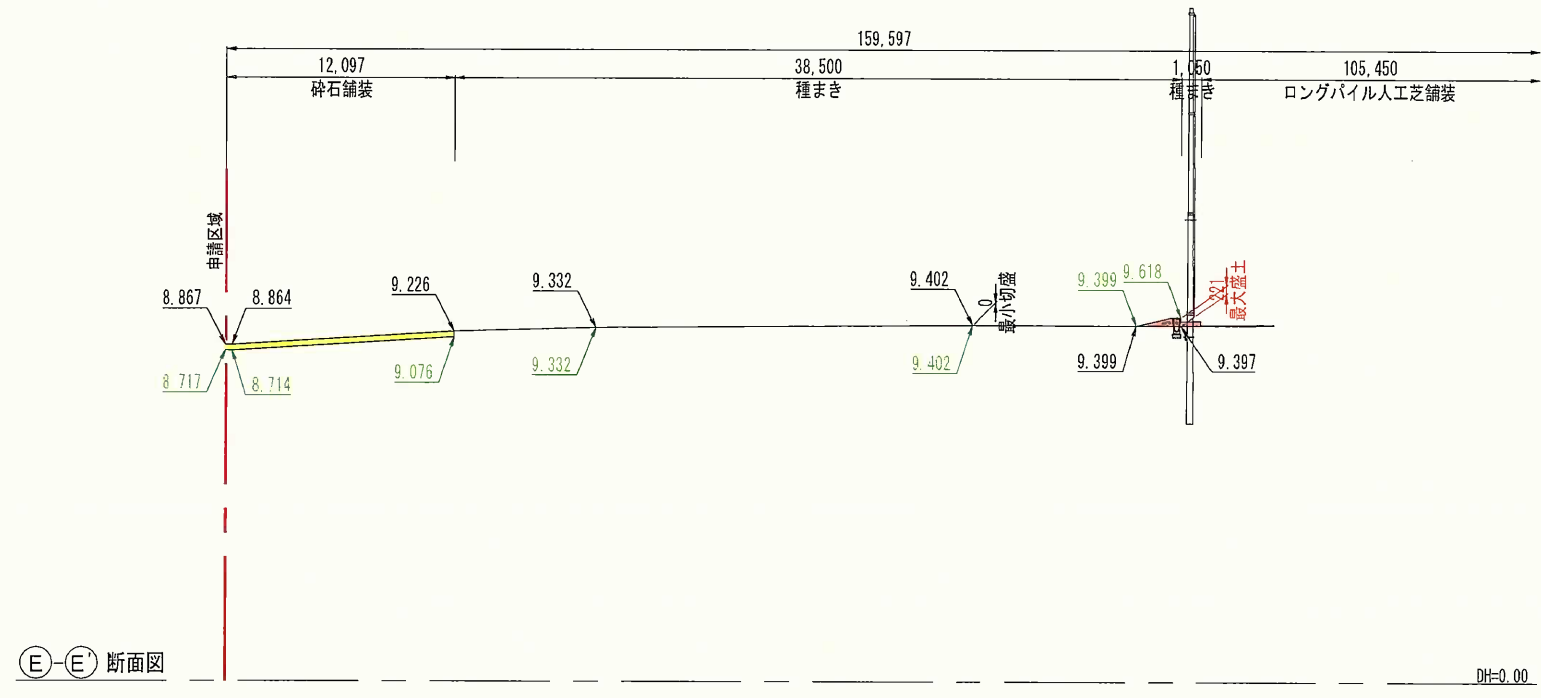 159,597
12,097
38,500
1,050
105,450
砕石舗装
種まき
種まき
ロングパイル人工芝舗装
申請区域
8.867
8.864
9.226
9.332
9.402
0
最小切盛
9.399
9.618
221
最大盛土
8.717
8.714
9.076
9.332
9.402
9.399
9.397
E-E' 断面図
DH=0.00